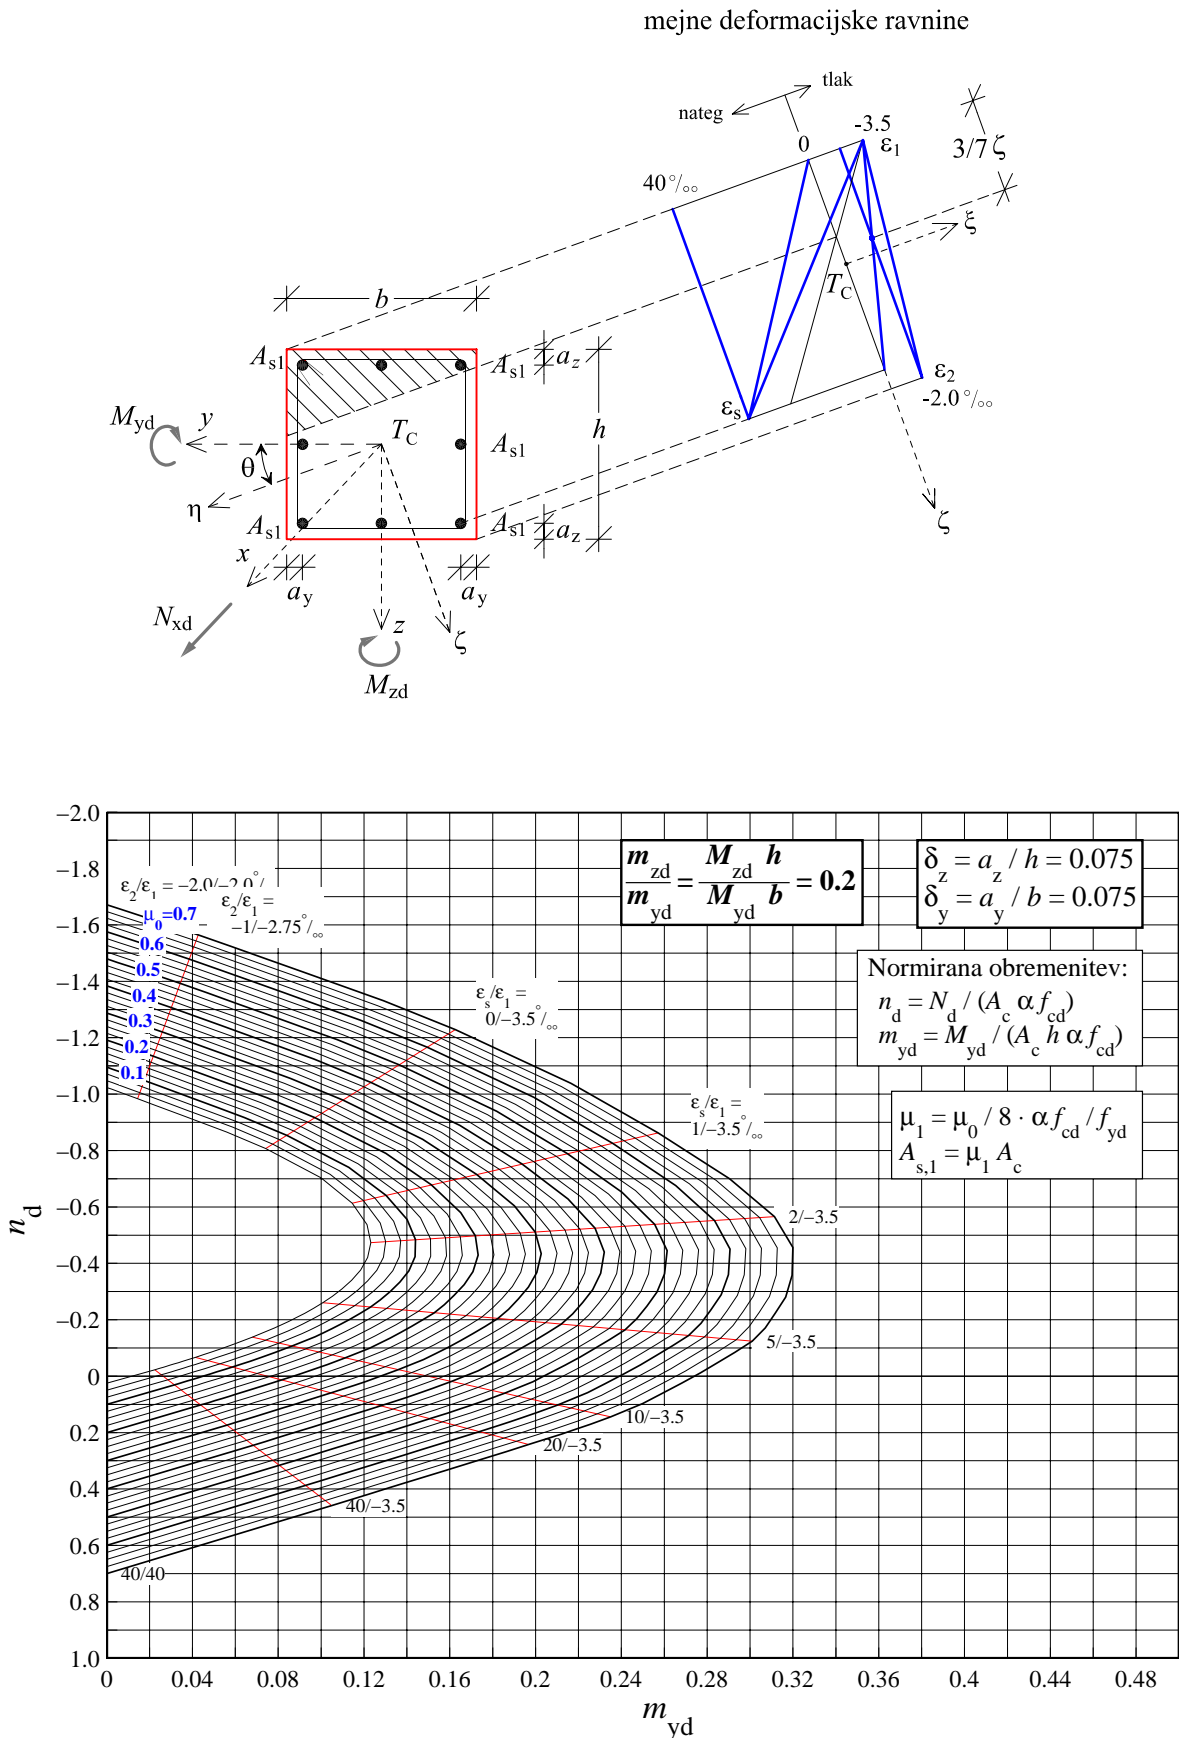 mejne deformacijske ravnine
tlak
nateg
-3.5
0
ε1
3/7 ζ
40°/oo
ξ
TC
b
As1
As1
az
ε2
-2.0°/oo
εs
Myd
y
TC
h
As1
θ
η
As1
As1
az
ζ
x
ay
ay
Nxd
z
ζ
Mzd
−2.0
−1.8
−1.6
−1.4
−1.2
−1.0
−0.8
−0.6
−0.4
−0.2
0
0.2
0.4
0.6
0.8
1.0
nd
mzd / myd = Mzd h / Myd b = 0.2
δz = az / h = 0.075
δy = ay / b = 0.075
ε2/ε1 = −2.0/−2.0°/
ε2/ε1 =
−1/−2.75°/oo
μ0=0.7
0.6
0.5
0.4
0.3
0.2
0.1
Normirana obremenitev:
nd = Nd / (Ac α fcd)
myd = Myd / (Ac h α fcd)
εs/ε1 =
0/−3.5°/oo
εs/ε1 =
1/−3.5°/oo
μ1 = μ0 / 8 · α fcd / fyd
As,1 = μ1 Ac
2/−3.5
5/−3.5
10/−3.5
20/−3.5
40/−3.5
40/40
0 0.04 0.08 0.12 0.16 0.2 0.24 0.28 0.32 0.36 0.4 0.44 0.48
myd